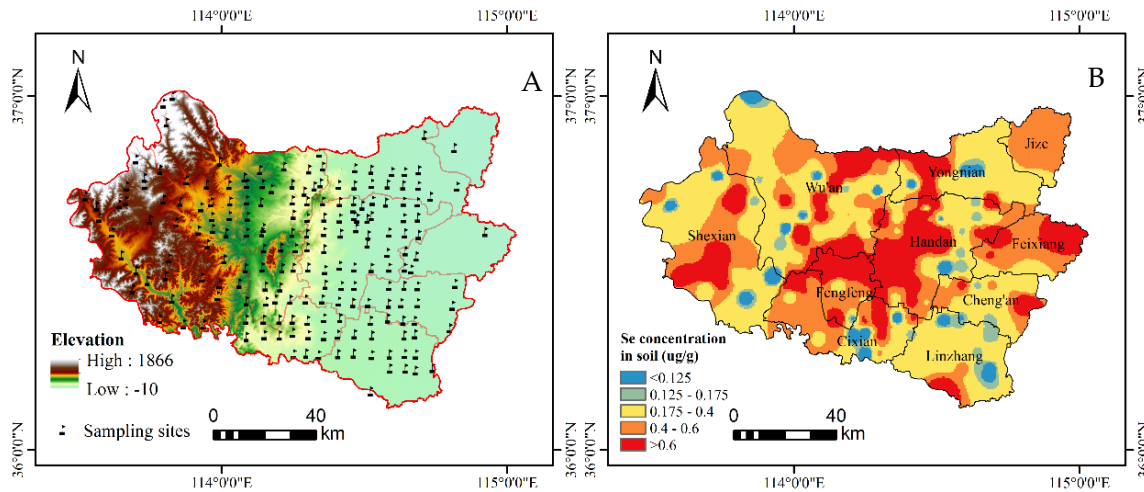 114°0'0"E
115°0'0"E
N
A
37°0'0"N
36°0'0"N
Elevation
High : 1866
Low : -10
Sampling sites
0
40
km
114°0'0"E
115°0'0"E
114°0'0"E
115°0'0"E
N
B
37°0'0"N
36°0'0"N
Jize
Yongnian
Wu'an
Shexian
Handan
Feixiang
Fengfeng
Cheng'an
Cixian
Linzhang
Se concentration
in soil (ug/g)
<0.125
0.125 - 0.175
0.175 - 0.4
0.4 - 0.6
>0.6
0
40
km
114°0'0"E
115°0'0"E